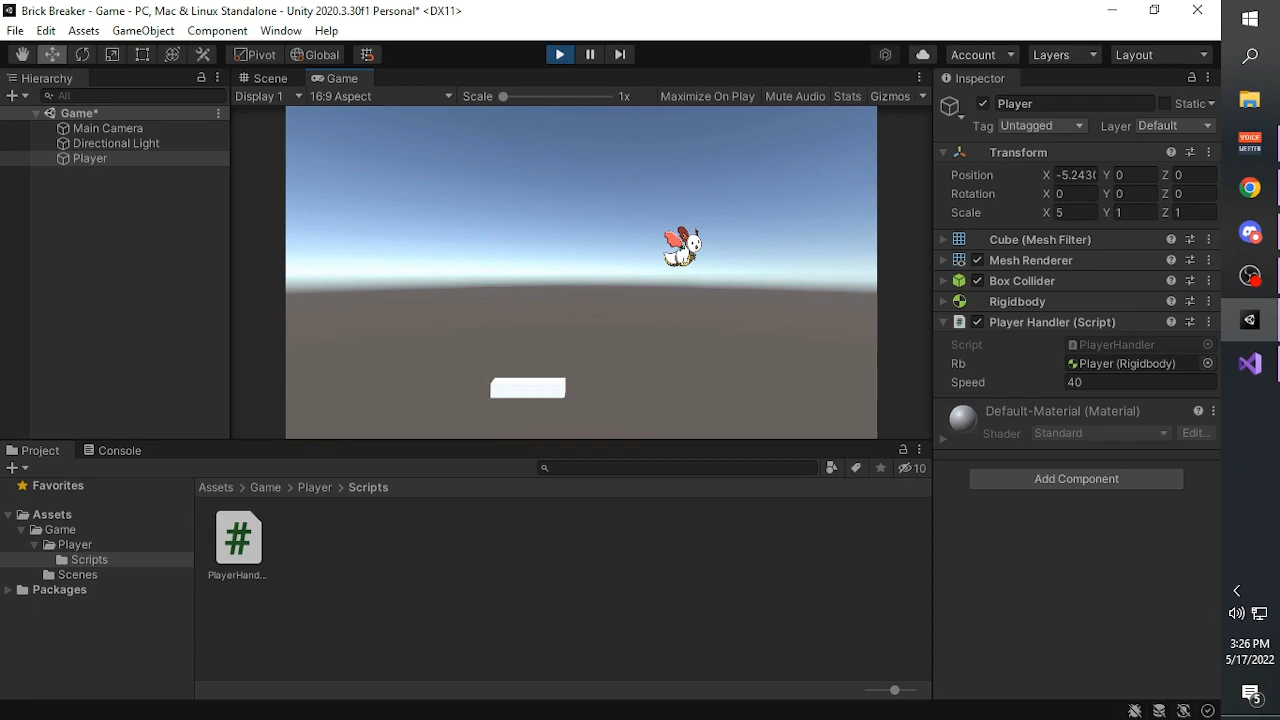 Brick Breaker - Game - PC, Mac & Linux Standalone - Unity 2020.3.30f1 Personal* <DX11>
File Edit Assets GameObject Component Window Help
Pivot Global Account Layers Layout
Hierarchy
All
Game*
Main Camera
Directional Light
Player
Scene Game
Display 1 16:9 Aspect Scale 1x Maximize On Play Mute Audio Stats Gizmos
Inspector
Player Static
Tag Untagged Layer Default
Transform
Position X -5.243( Y 0 Z 0
Rotation X 0 Y 0 Z 0
Scale X 5 Y 1 Z 1
Cube (Mesh Filter)
Mesh Renderer
Box Collider
Rigidbody
# Player Handler (Script)
Script PlayerHandler
Rb Player (Rigidbody)
Speed 40
Default-Material (Material)
Shader Standard Edit...
Add Component
Project Console
10
Favorites
Assets
Game
Player
Scripts
Scenes
Packages
Assets > Game > Player > Scripts
#
PlayerHand...
VOICE
MEETER
3:26 PM
5/17/2022
5